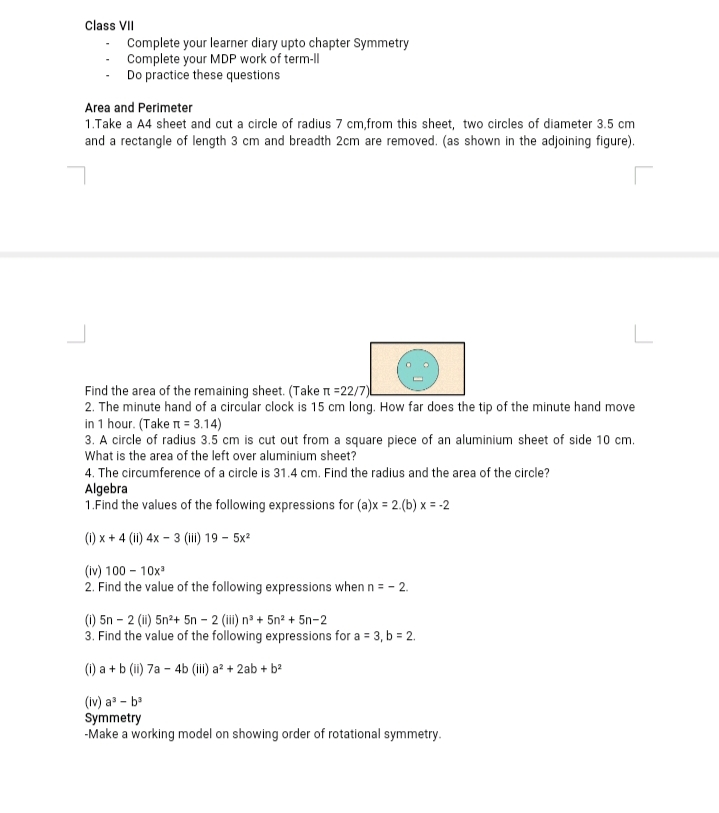 Class VII
- Complete your learner diary upto chapter Symmetry
- Complete your MDP work of term-II
- Do practice these questions
Area and Perimeter
1.Take a A4 sheet and cut a circle of radius 7 cm,from this sheet, two circles of diameter 3.5 cm
and a rectangle of length 3 cm and breadth 2cm are removed. (as shown in the adjoining figure).
Find the area of the remaining sheet. (Take π =22/7)
2. The minute hand of a circular clock is 15 cm long. How far does the tip of the minute hand move
in 1 hour. (Take π = 3.14)
3. A circle of radius 3.5 cm is cut out from a square piece of an aluminium sheet of side 10 cm.
What is the area of the left over aluminium sheet?
4. The circumference of a circle is 31.4 cm. Find the radius and the area of the circle?
Algebra
1.Find the values of the following expressions for (a)x = 2.(b) x = -2
(i) x + 4 (ii) 4x – 3 (iii) 19 – 5x²
(iv) 100 – 10x³
2. Find the value of the following expressions when n = – 2.
(i) 5n – 2 (ii) 5n²+ 5n – 2 (iii) n³ + 5n² + 5n–2
3. Find the value of the following expressions for a = 3, b = 2.
(i) a + b (ii) 7a – 4b (iii) a² + 2ab + b²
(iv) a³ – b³
Symmetry
-Make a working model on showing order of rotational symmetry.